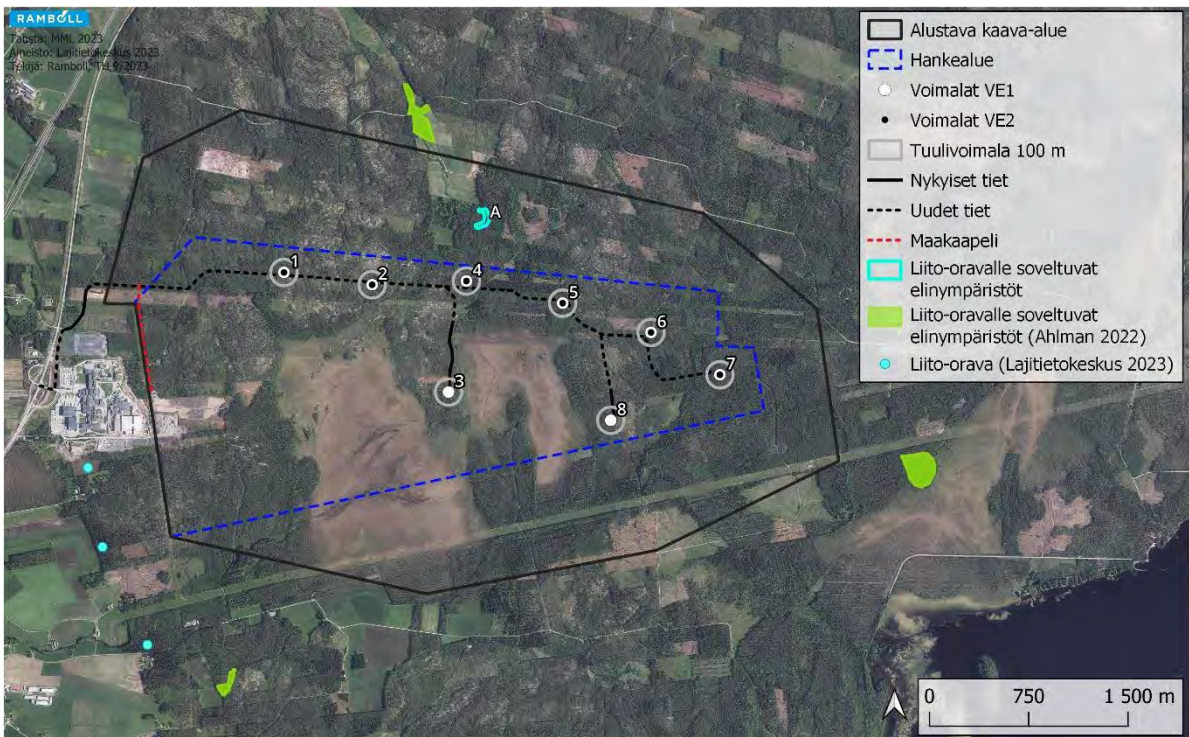 RAMBOLL
Tausta: MML 2023
Aineisto: Lajitietokeskus 2023
Tekijä: Ramboll, TH 9/2023
Alustava kaava-alue
Hankealue
Voimalat VE1
Voimalat VE2
Tuulivoimala 100 m
Nykyiset tiet
Uudet tiet
Maakaapeli
Liito-oravalle soveltuvat
elinympäristöt
Liito-oravalle soveltuvat
elinympäristöt (Ahlman 2022)
Liito-orava (Lajitietokeskus 2023)
A
1
2
4
5
6
7
3
8
0 750 1 500 m